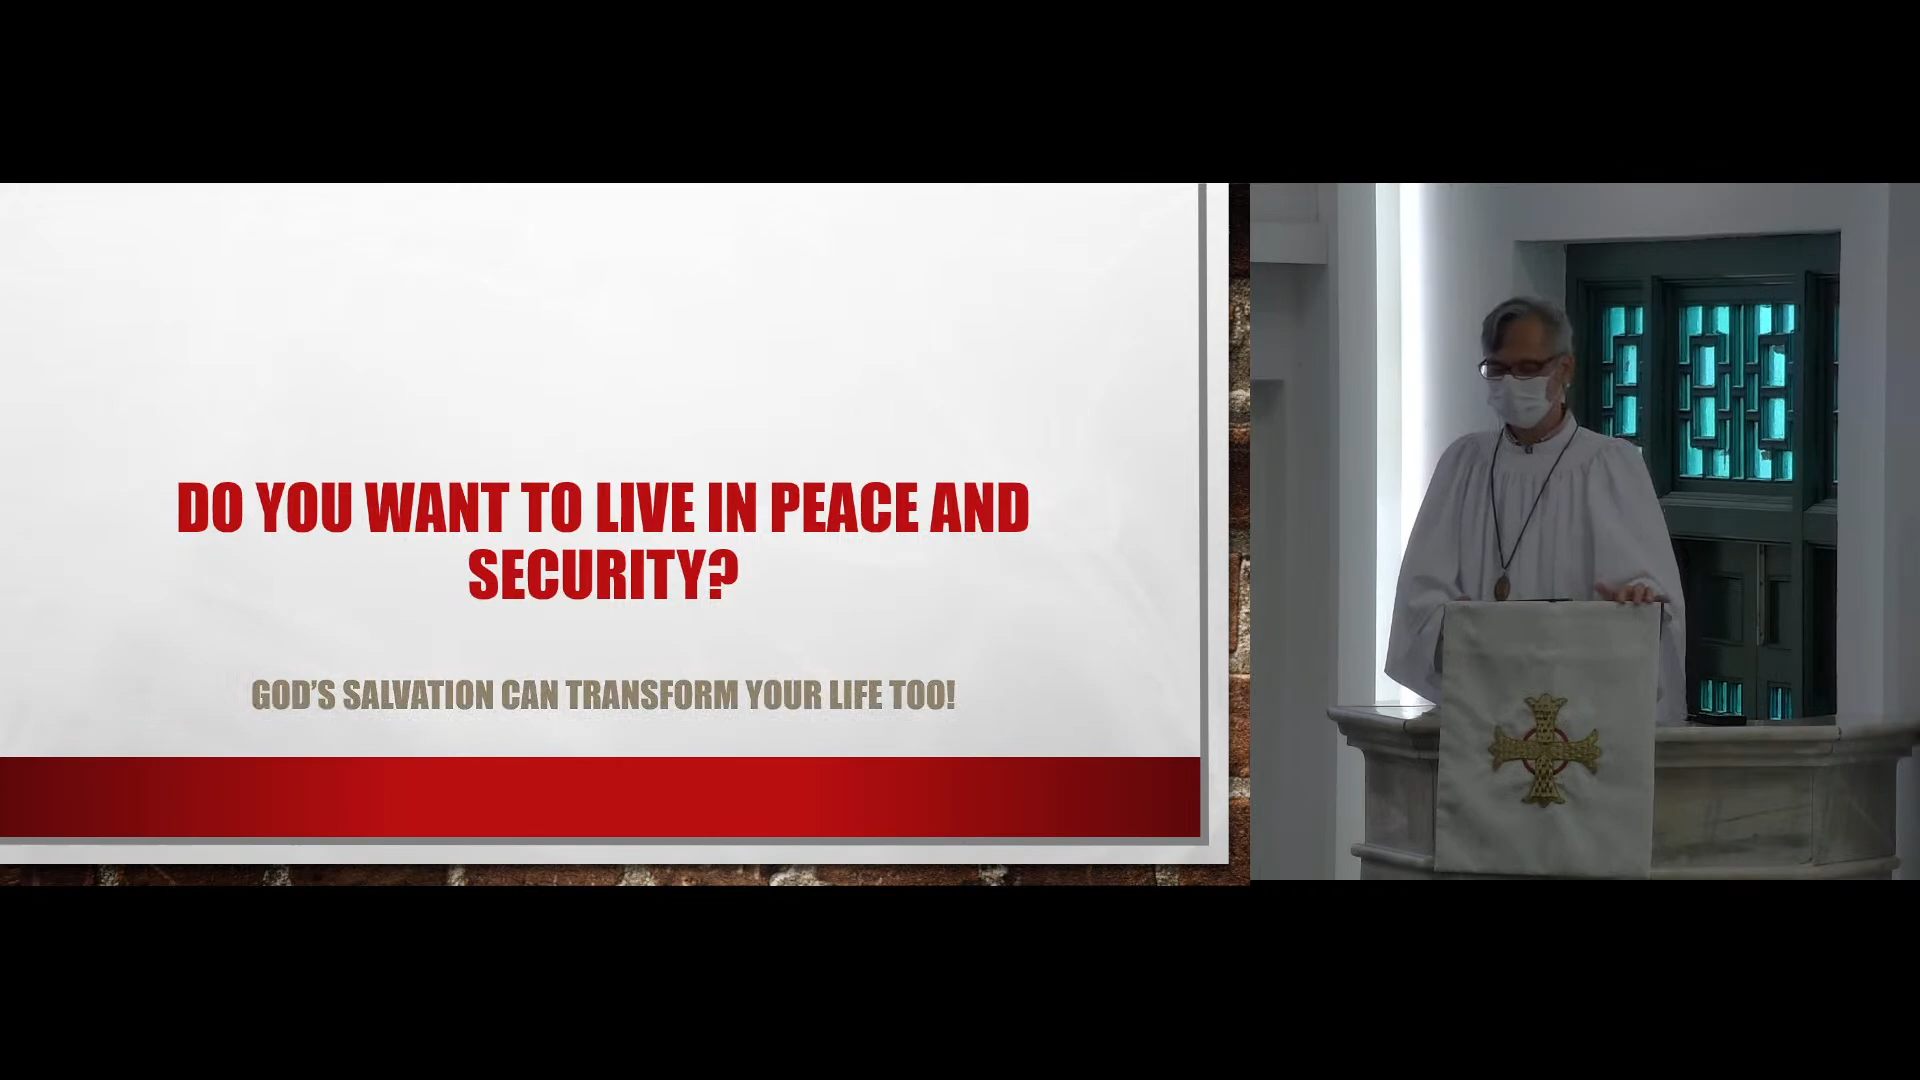 DO YOU WANT TO LIVE IN PEACE AND
SECURITY?
GOD'S SALVATION CAN TRANSFORM YOUR LIFE TOO!